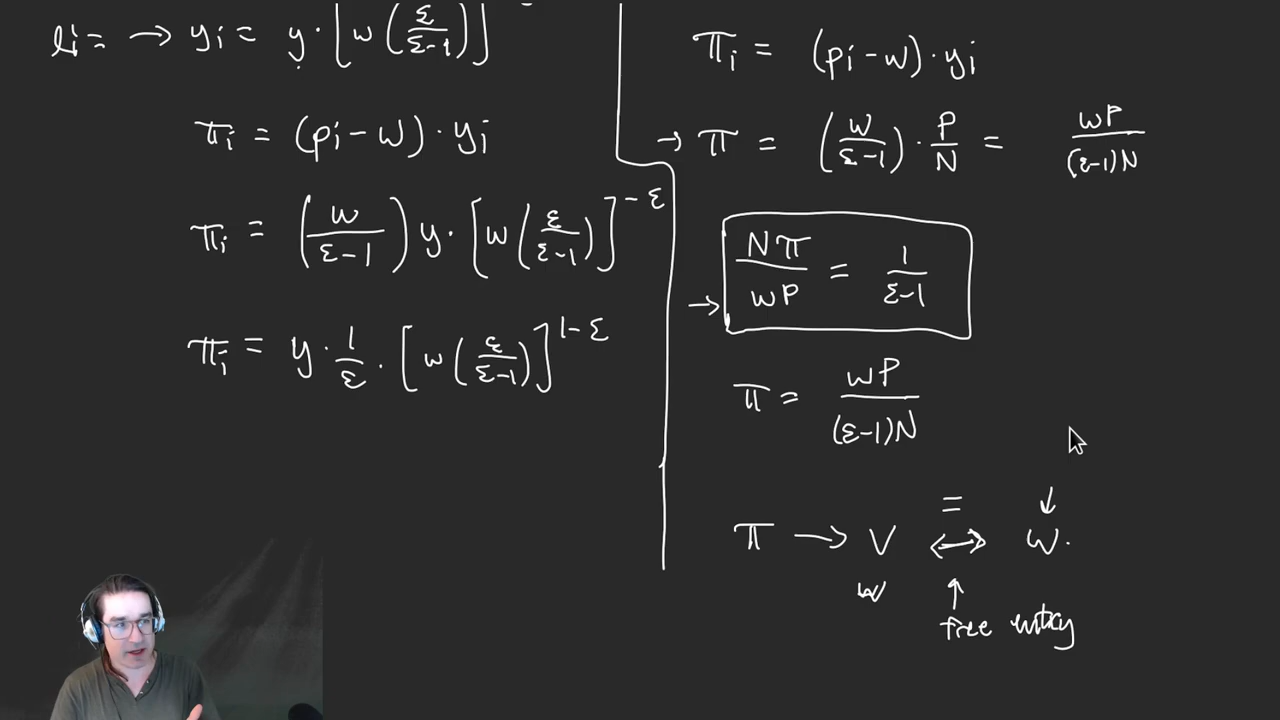 ℓi = → yi = y · [w (ε/(ε-1))]
πi = (pi - w) · yi
πi = (w/(ε-1)) y · [w (ε/(ε-1))]^{-ε}
πi = y · 1/ε · [w (ε/(ε-1))]^{1-ε}
πi = (pi - w) · yi
→ π = (w/(ε-1)) · P/N = wP/((ε-1)N)
→ Nπ/wP = 1/(ε-1)
π = wP/((ε-1)N)
= ↓
π → V ↔ w.
w ↑
free entry